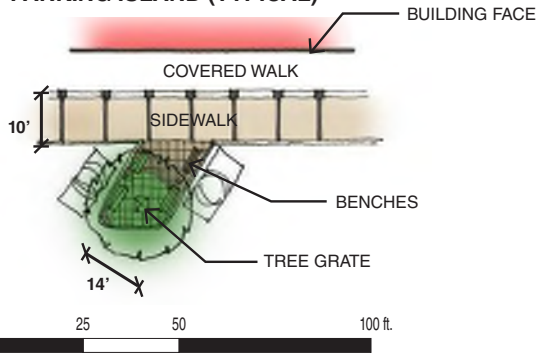 PARKING ISLAND (TYPICAL)
BUILDING FACE
COVERED WALK
SIDEWALK
10’
BENCHES
TREE GRATE
14’
25 50 100 ft.